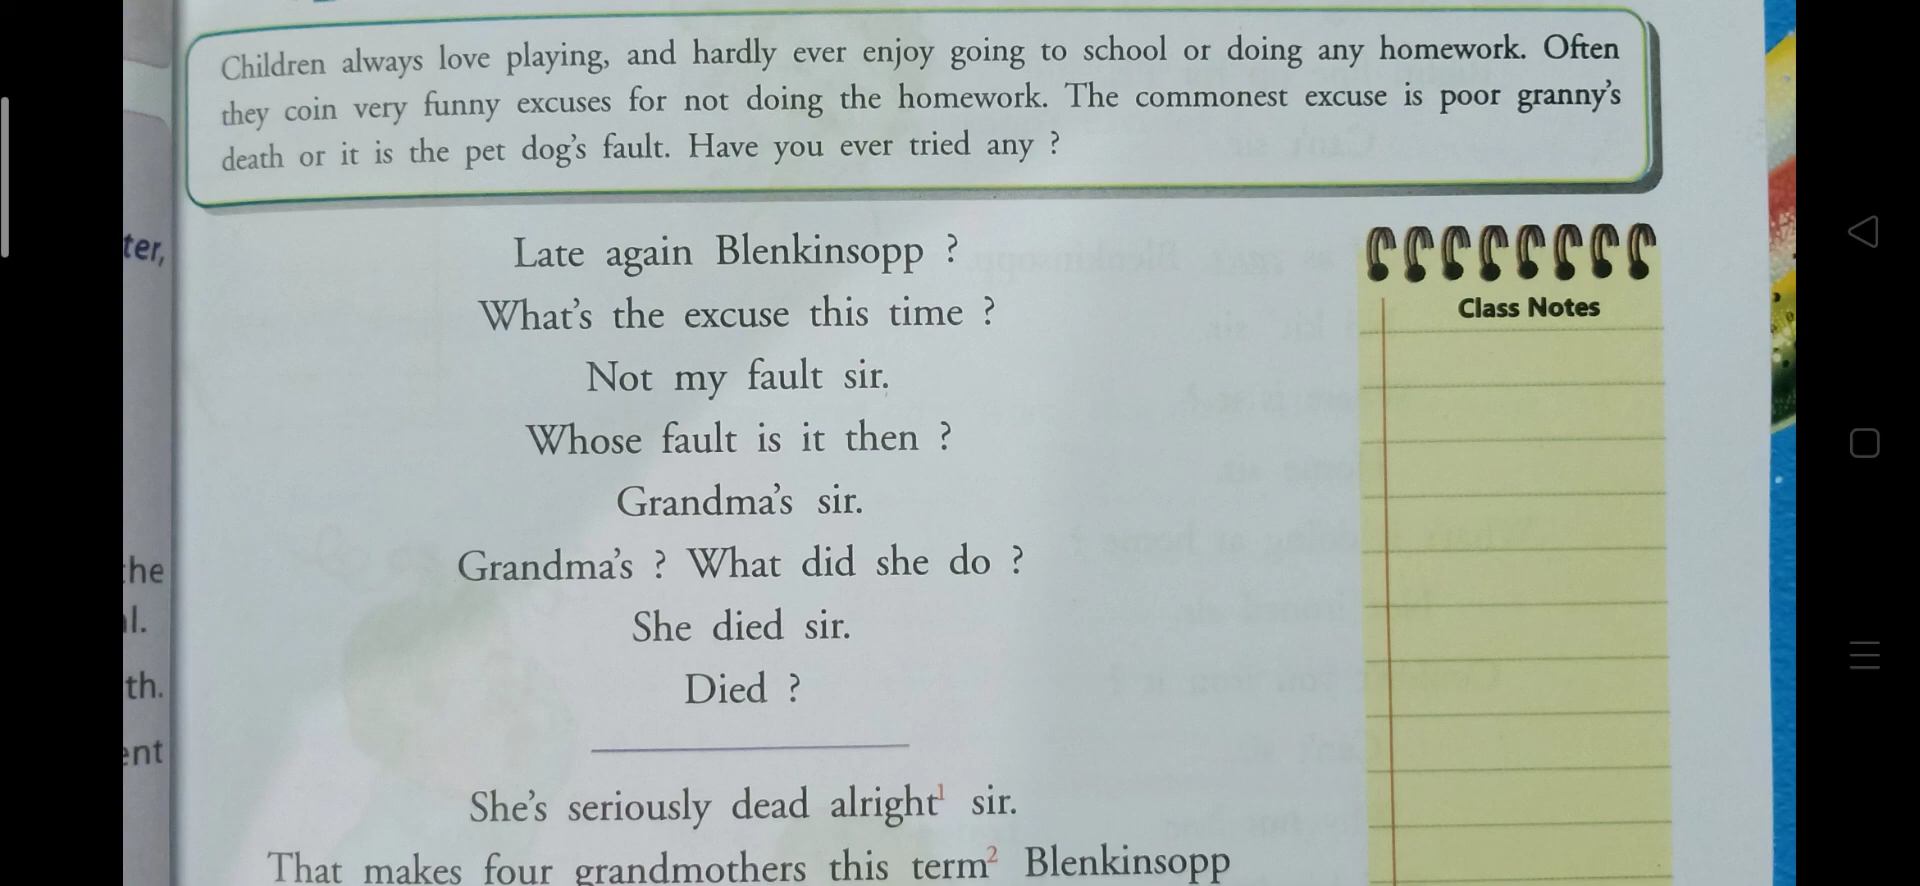 Children always love playing, and hardly ever enjoy going to school or doing any homework. Often
they coin very funny excuses for not doing the homework. The commonest excuse is poor granny's
death or it is the pet dog's fault. Have you ever tried any ?
ter,
Late again Blenkinsopp ?
Class Notes
What's the excuse this time ?
Not my fault sir.
Whose fault is it then ?
Grandma's sir.
Grandma's ? What did she do ?
he
l.
She died sir.
th.
Died ?
ent
She's seriously dead alright¹ sir.
That makes four grandmothers this term² Blenkinsopp